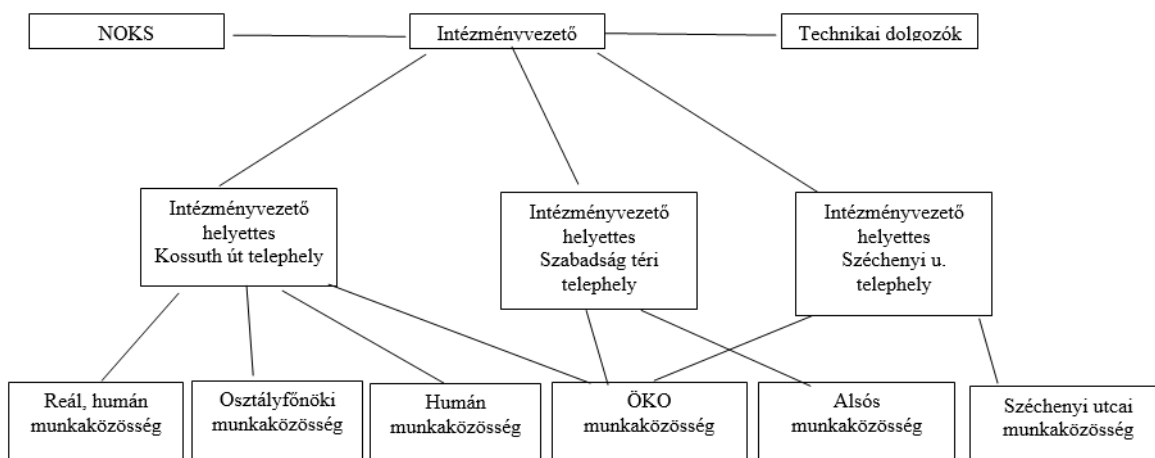 NOKS
Intézményvezető
Technikai dolgozók
Intézményvezető
helyettes
Kossuth út telephely
Intézményvezető
helyettes
Szabadság téri
telephely
Intézményvezető
helyettes
Széchenyi u.
telephely
Reál, humán
munkaközösség
Osztályfőnöki
munkaközösség
Humán
munkaközösség
ÖKO
munkaközösség
Alsós
munkaközösség
Széchenyi utcai
munkaközösség